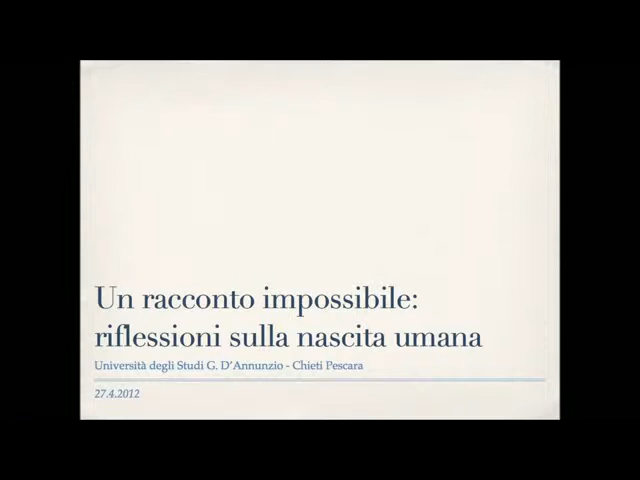 Un racconto impossibile:
riflessioni sulla nascita umana
Università degli Studi G. D'Annunzio - Chieti Pescara
27.4.2012